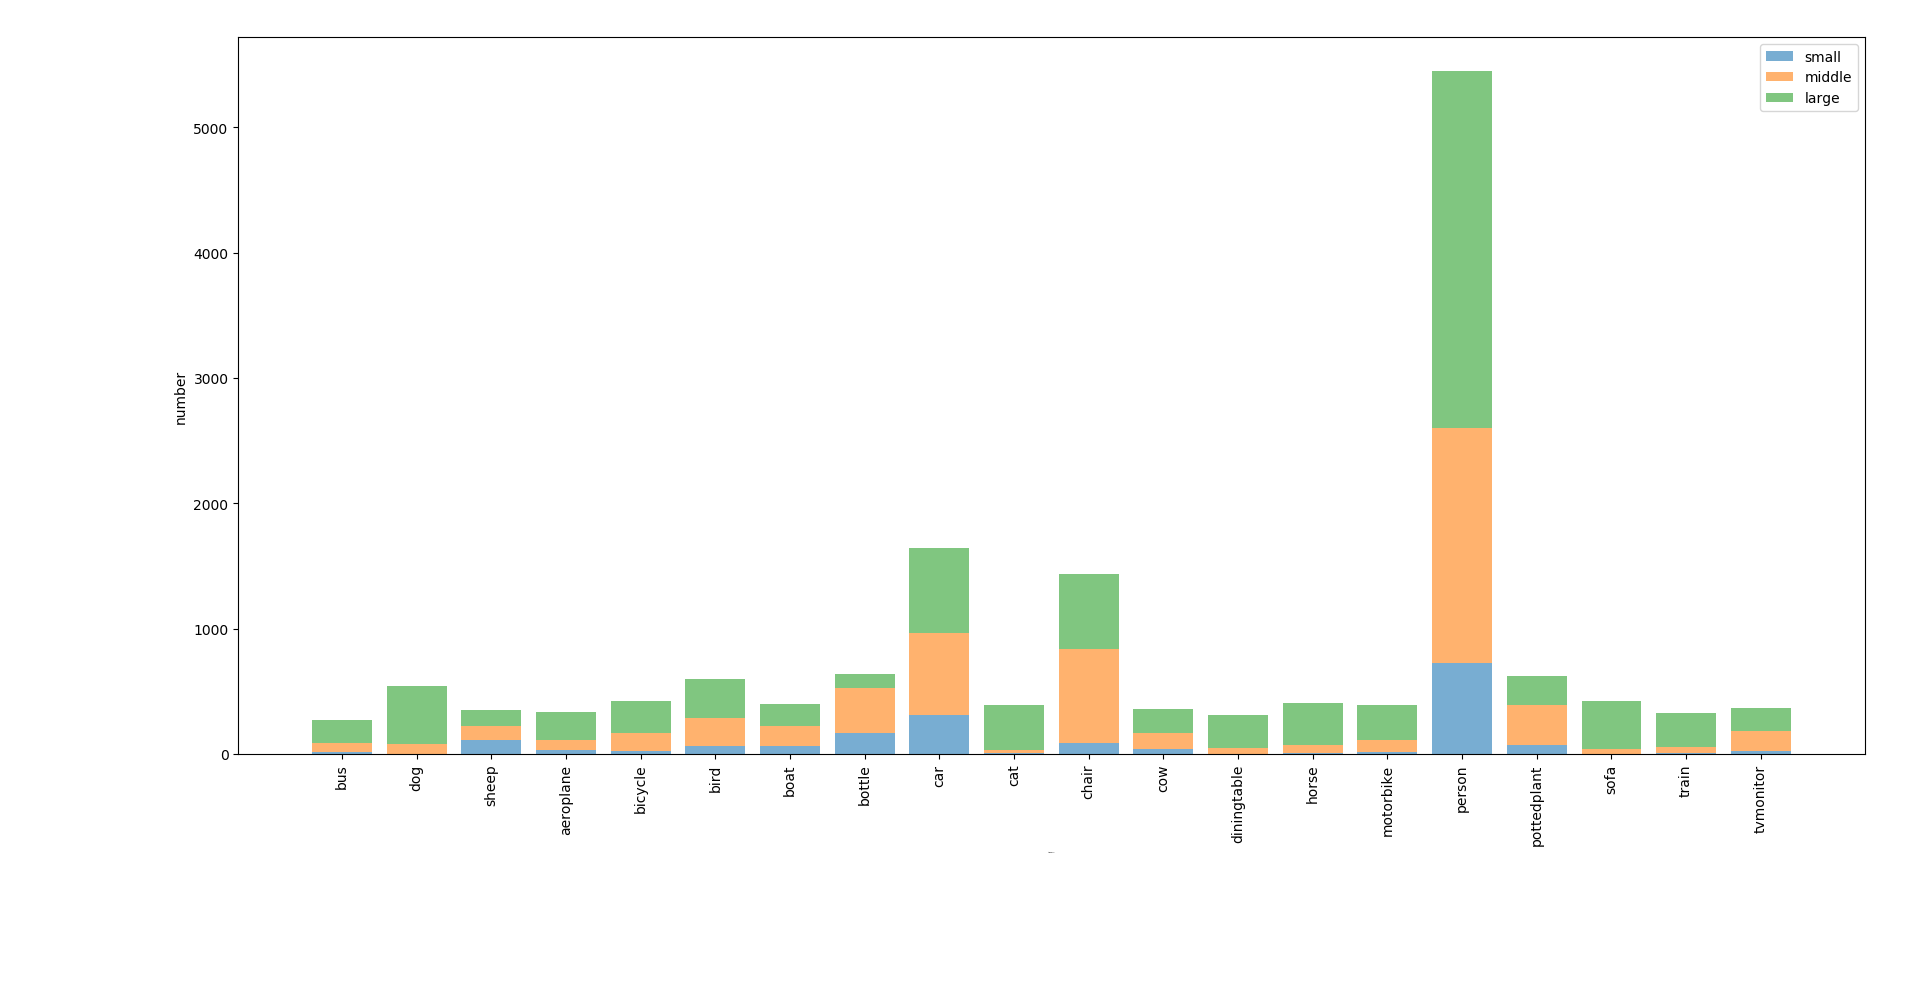 small
middle
large
5000
4000
3000
2000
1000
0
number
bus
dog
sheep
aeroplane
bicycle
bird
boat
bottle
car
cat
chair
cow
diningtable
horse
motorbike
person
pottedplant
sofa
train
tvmonitor